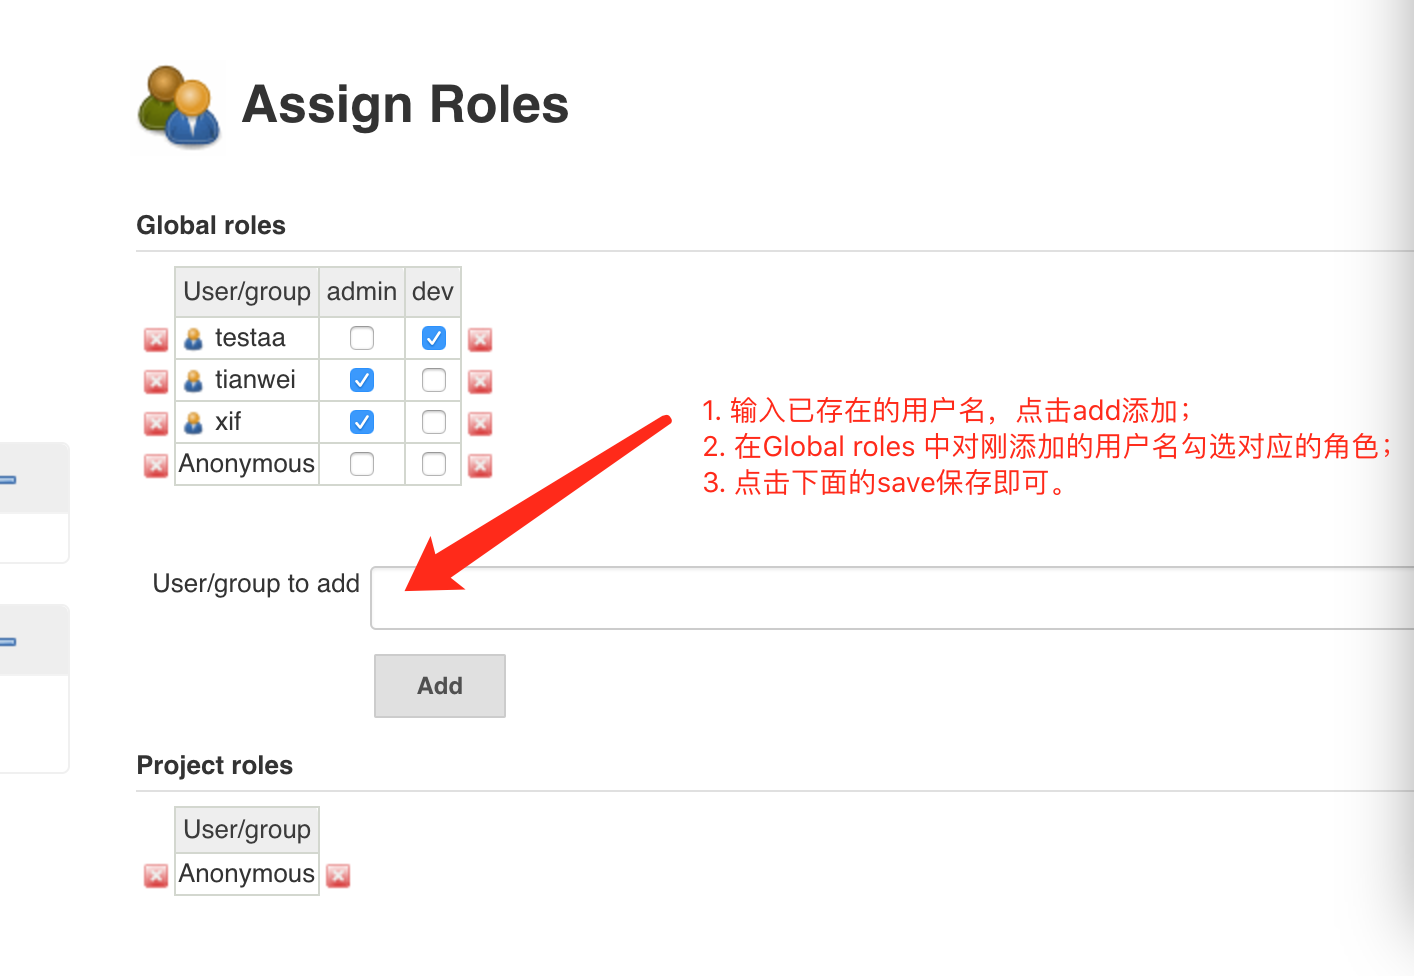 Assign Roles
Global roles
User/group admin dev
testaa
tianwei
xif
Anonymous
1. 输入已存在的用户名，点击add添加；
2. 在Global roles 中对刚添加的用户名勾选对应的角色；
3. 点击下面的save保存即可。
User/group to add
Add
Project roles
User/group
Anonymous